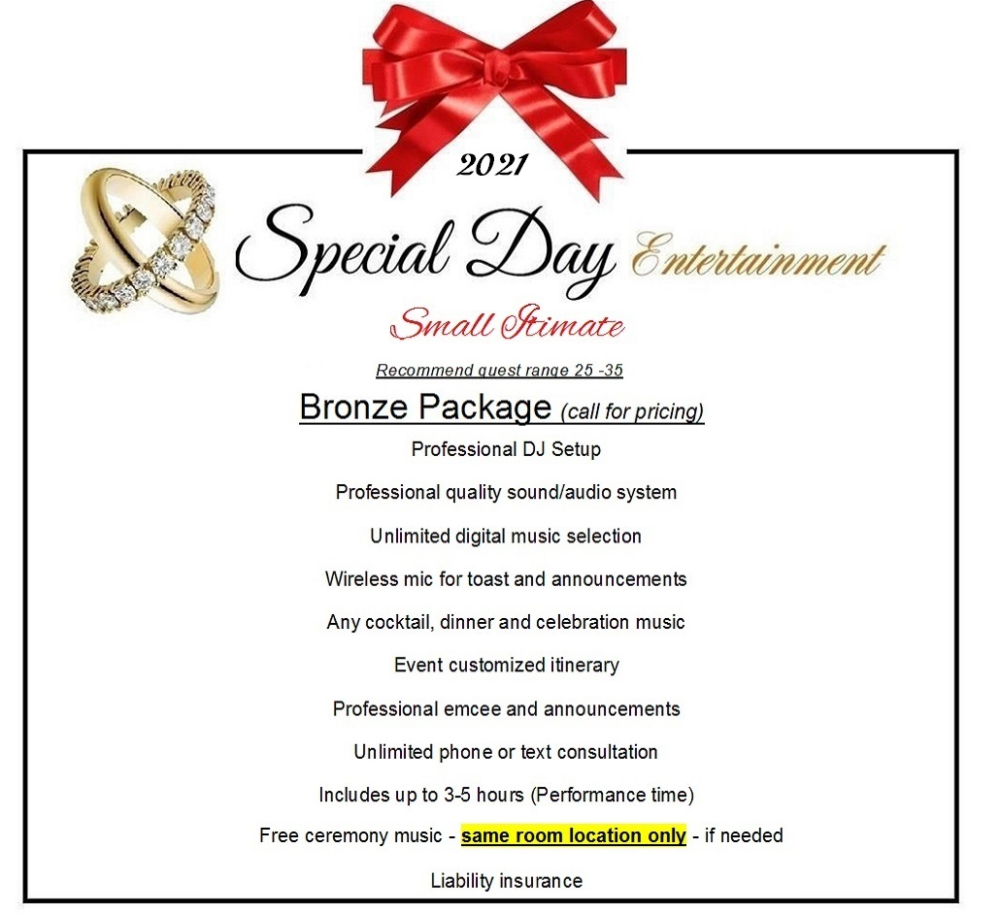 2021
Special Day Entertainment
Small Itimate
Recommend quest range 25 -35
Bronze Package (call for pricing)
Professional DJ Setup
Professional quality sound/audio system
Unlimited digital music selection
Wireless mic for toast and announcements
Any cocktail, dinner and celebration music
Event customized itinerary
Professional emcee and announcements
Unlimited phone or text consultation
Includes up to 3-5 hours (Performance time)
Free ceremony music - same room location only - if needed
Liability insurance